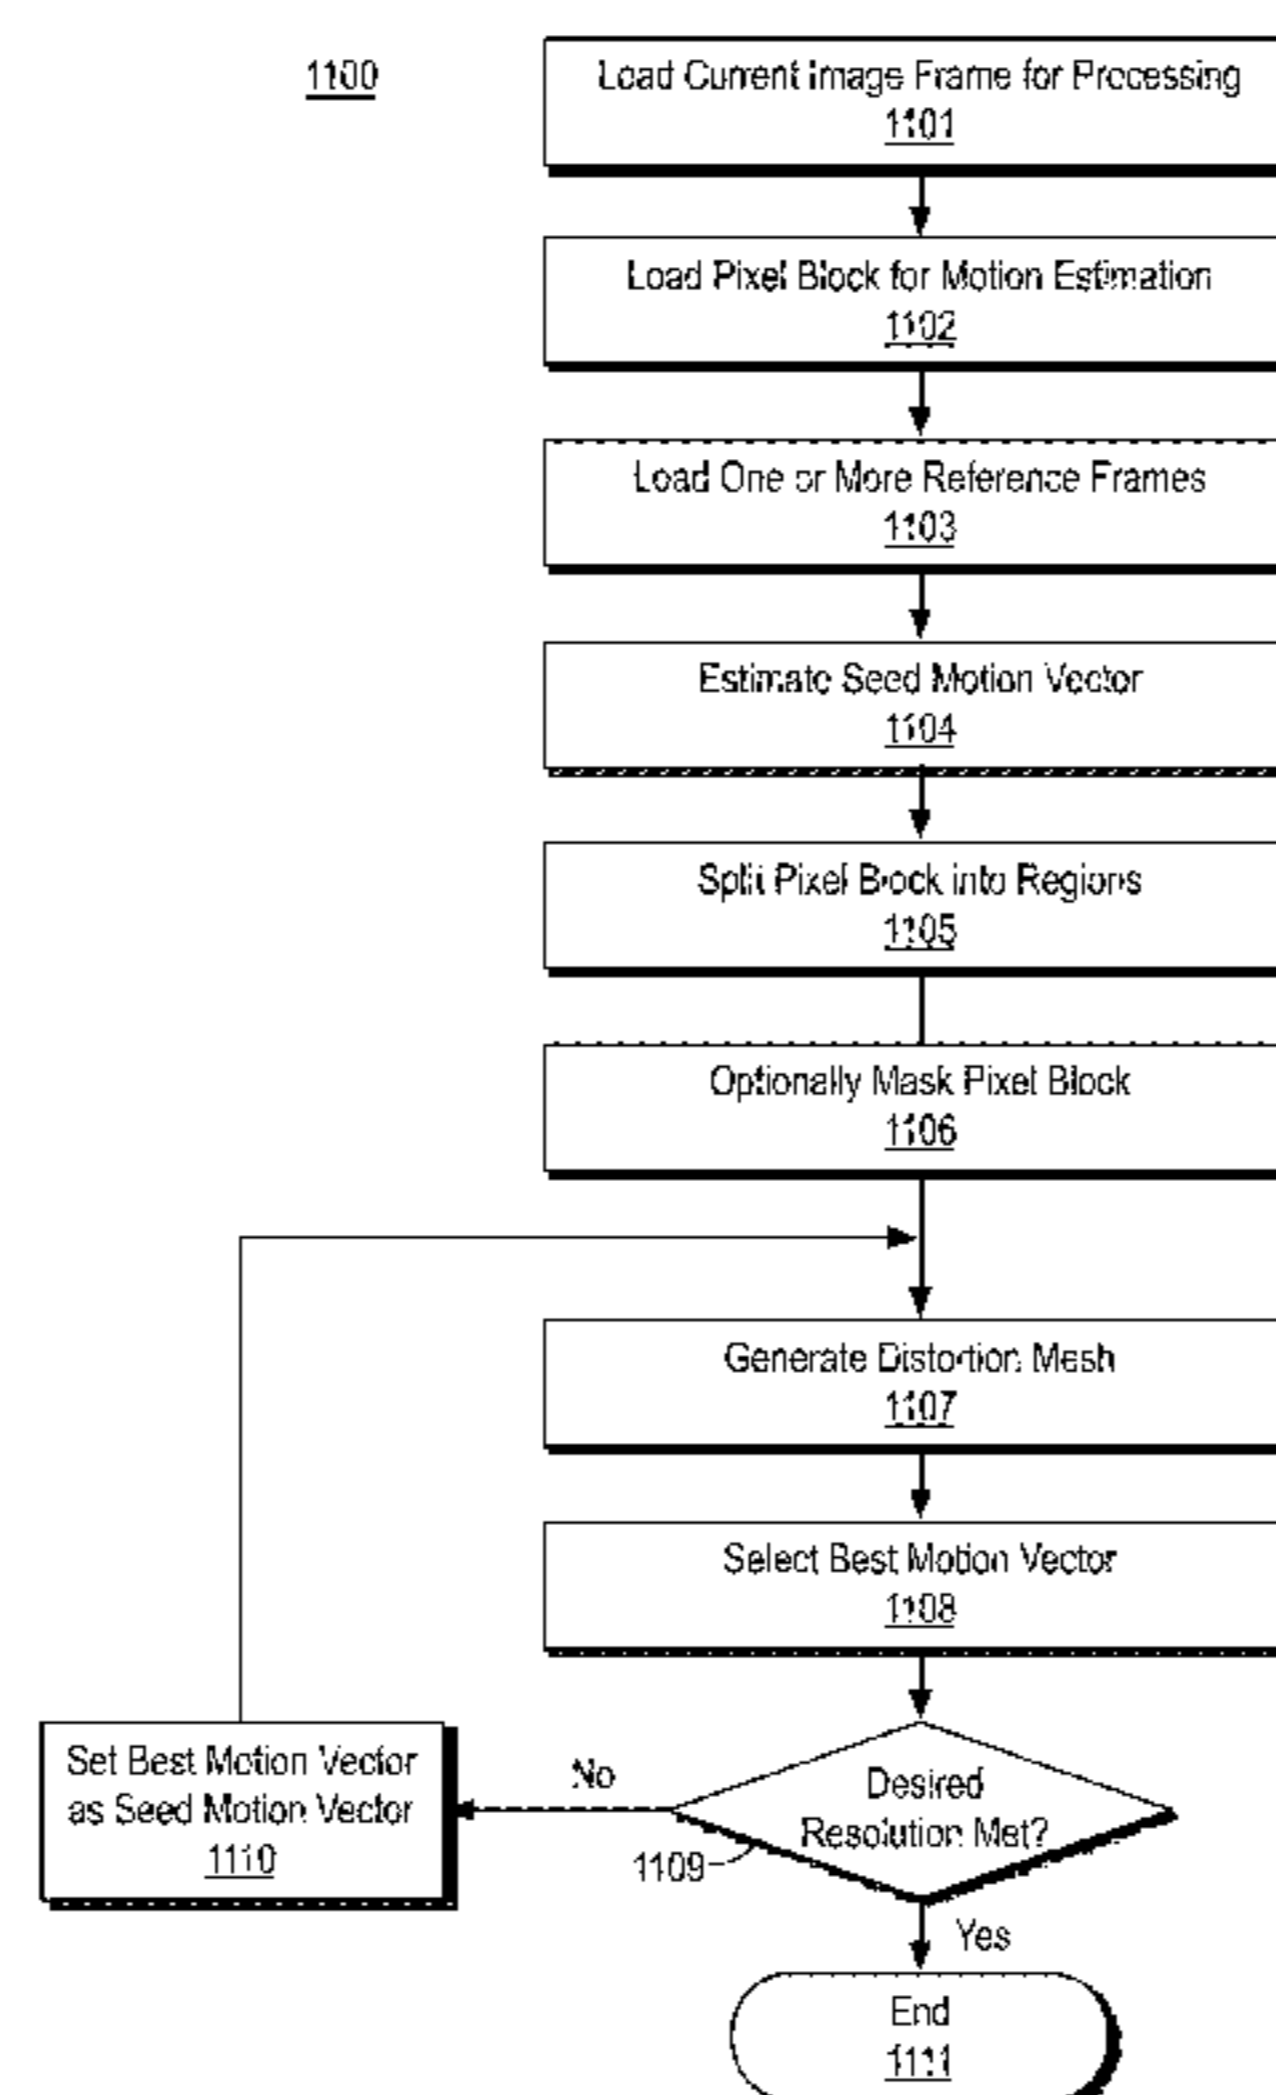 1100
Load Current Image Frame for Processing
1101
Load Pixel Block for Motion Estimation
1102
Load One or More Reference Frames
1103
Estimate Seed Motion Vector
1104
Split Pixel Block into Regions
1105
Optionally Mask Pixel Block
1106
Generate Distortion Mesh
1107
Select Best Motion Vector
1108
Set Best Motion Vector
as Seed Motion Vector
1110
No
Desired
Resolution Met?
1109
Yes
End
1111